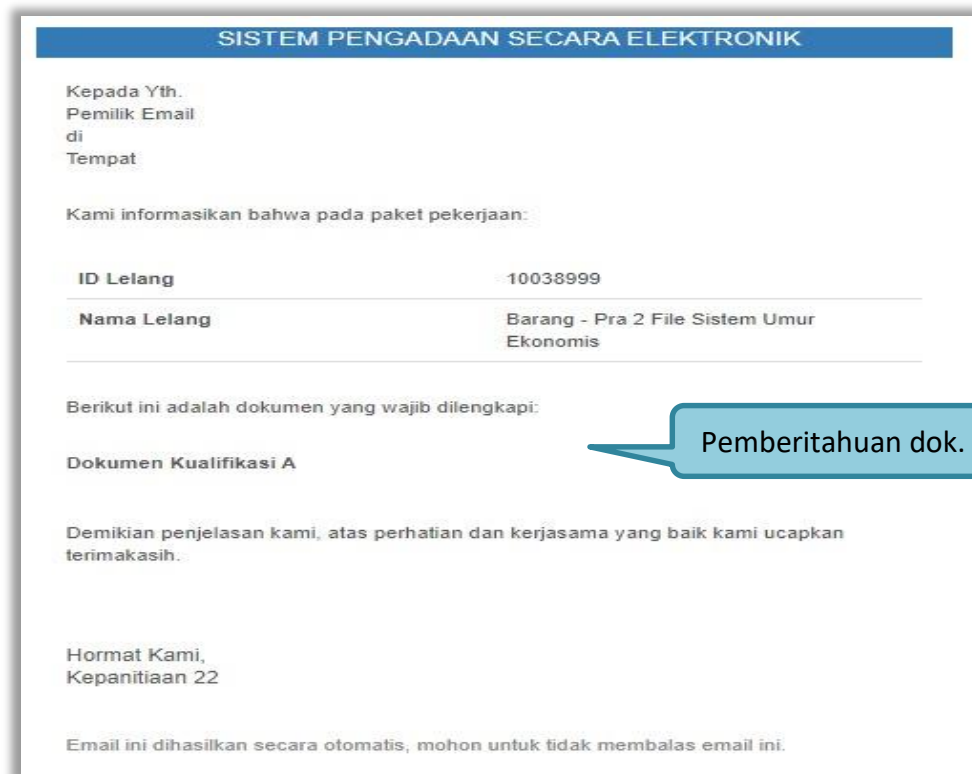 SISTEM PENGADAAN SECARA ELEKTRONIK
Kepada Yth.
Pemilik Email
di
Tempat
Kami informasikan bahwa pada paket pekerjaan:
ID Lelang 10038999
Nama Lelang Barang - Pra 2 File Sistem Umur
Ekonomis
Berikut ini adalah dokumen yang wajib dilengkapi:
Pemberitahuan dok.
Dokumen Kualifikasi A
Demikian penjelasan kami, atas perhatian dan kerjasama yang baik kami ucapkan
terimakasih.
Hormat Kami,
Kepanitiaan 22
Email ini dihasilkan secara otomatis, mohon untuk tidak membalas email ini.